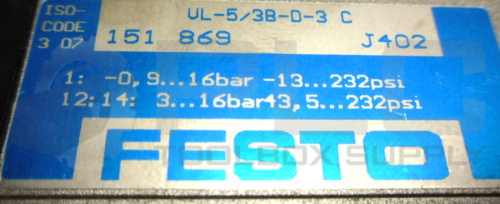 ISO-
CODE
3 07
VL-5/3B-D-3 C
151 869 J402
1: -0,9...16bar -13...232psi
12;14: 3...16bar43,5...232psi
FESTO
TOOLBOX SUPPLY